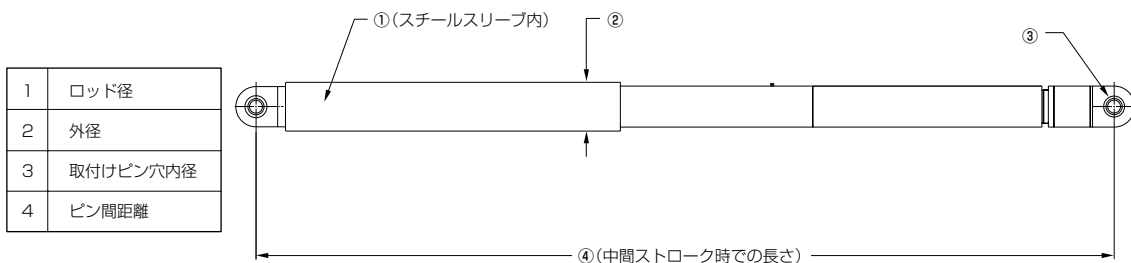 ①(スチールスリーブ内)
②
③
1 ロッド径
2 外径
3 取付けピン穴内径
4 ピン間距離
④(中間ストローク時での長さ)